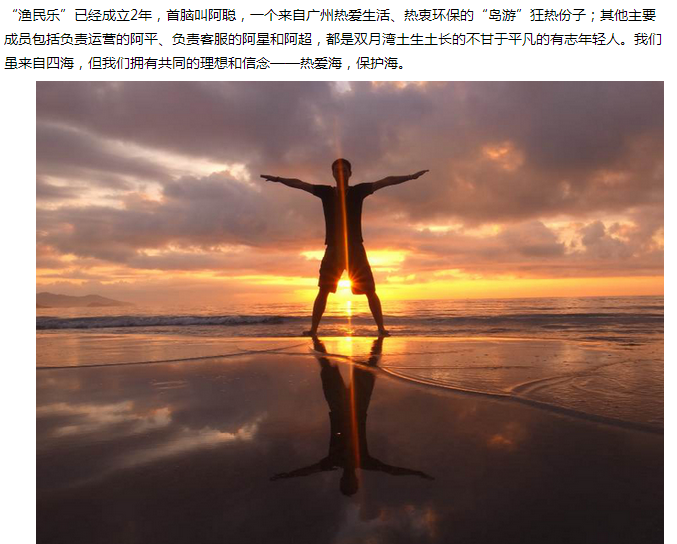 “渔民乐”已经成立2年，首脑叫阿聪，一个来自广州热爱生活、热衷环保的“岛游”狂热份子；其他主要
成员包括负责运营的阿平、负责客服的阿星和阿超，都是双月湾土生土长的不甘于平凡的有志年轻人。我们
虽来自四海，但我们拥有共同的理想和信念——热爱海，保护海。